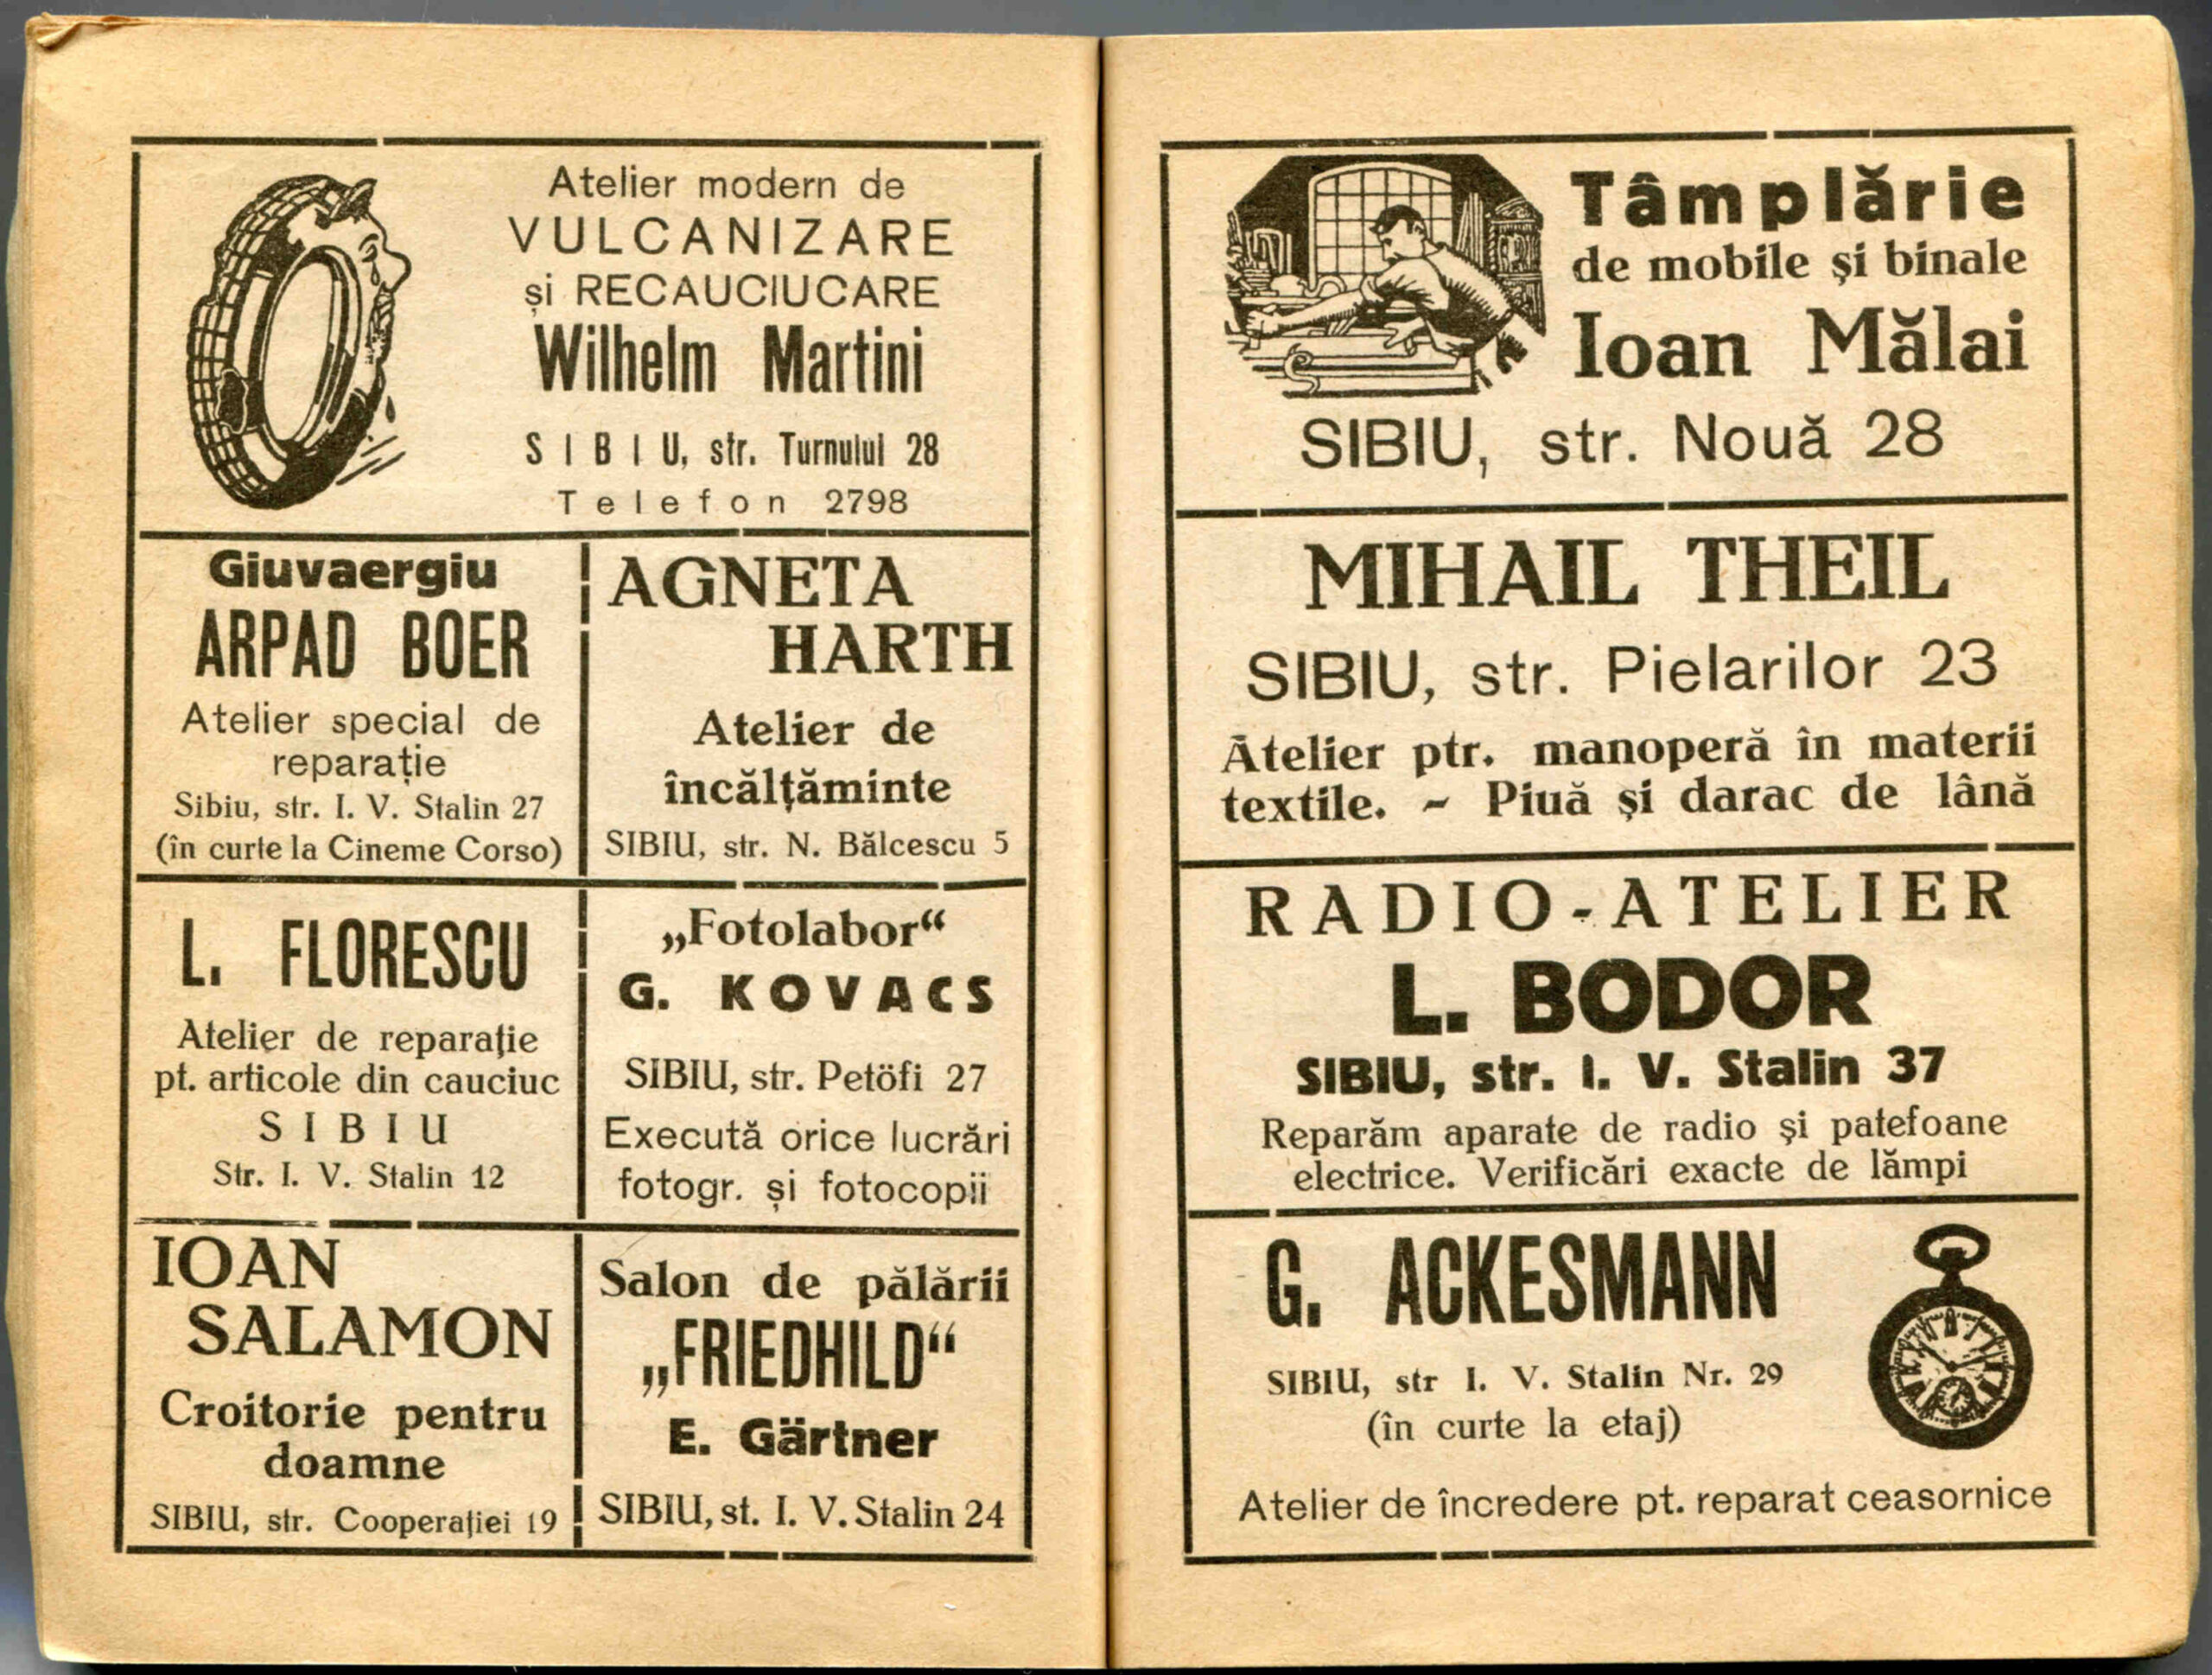 Atelier modern de
VULCANIZARE
și RECAUCIUCARE
Wilhelm Martini
SIBIU, str. Turnului 28
Telefon 2798
Giuvaergiu
ARPAD BOER
Atelier special de
reparație
Sibiu, str. I. V. Stalin 27
(în curte la Cineme Corso)
AGNETA
HARTH
Atelier de
încălțăminte
SIBIU, str. N. Bălcescu 5
L. FLORESCU
Atelier de reparație
pt. articole din cauciuc
SIBIU
Str. I. V. Stalin 12
„Fotolabor“
G. KOVACS
SIBIU, str. Petöfi 27
Execută orice lucrări
fotogr. și fotocopii
IOAN
SALAMON
Croitorie pentru
doamne
SIBIU, str. Cooperației 19
Salon de pălării
„FRIEDHILD“
E. Gärtner
SIBIU, st. I. V. Stalin 24
Tâmplărie
de mobile și binale
Ioan Mălai
SIBIU, str. Nouă 28
MIHAIL THEIL
SIBIU, str. Pielarilor 23
Atelier ptr. manoperă în materii
textile. - Piuă și darac de lână
RADIO-ATELIER
L. BODOR
SIBIU, str. I. V. Stalin 37
Reparăm aparate de radio și patefoane
electrice. Verificări exacte de lămpi
G. ACKESMANN
SIBIU, str I. V. Stalin Nr. 29
(în curte la etaj)
Atelier de încredere pt. reparat ceasornice